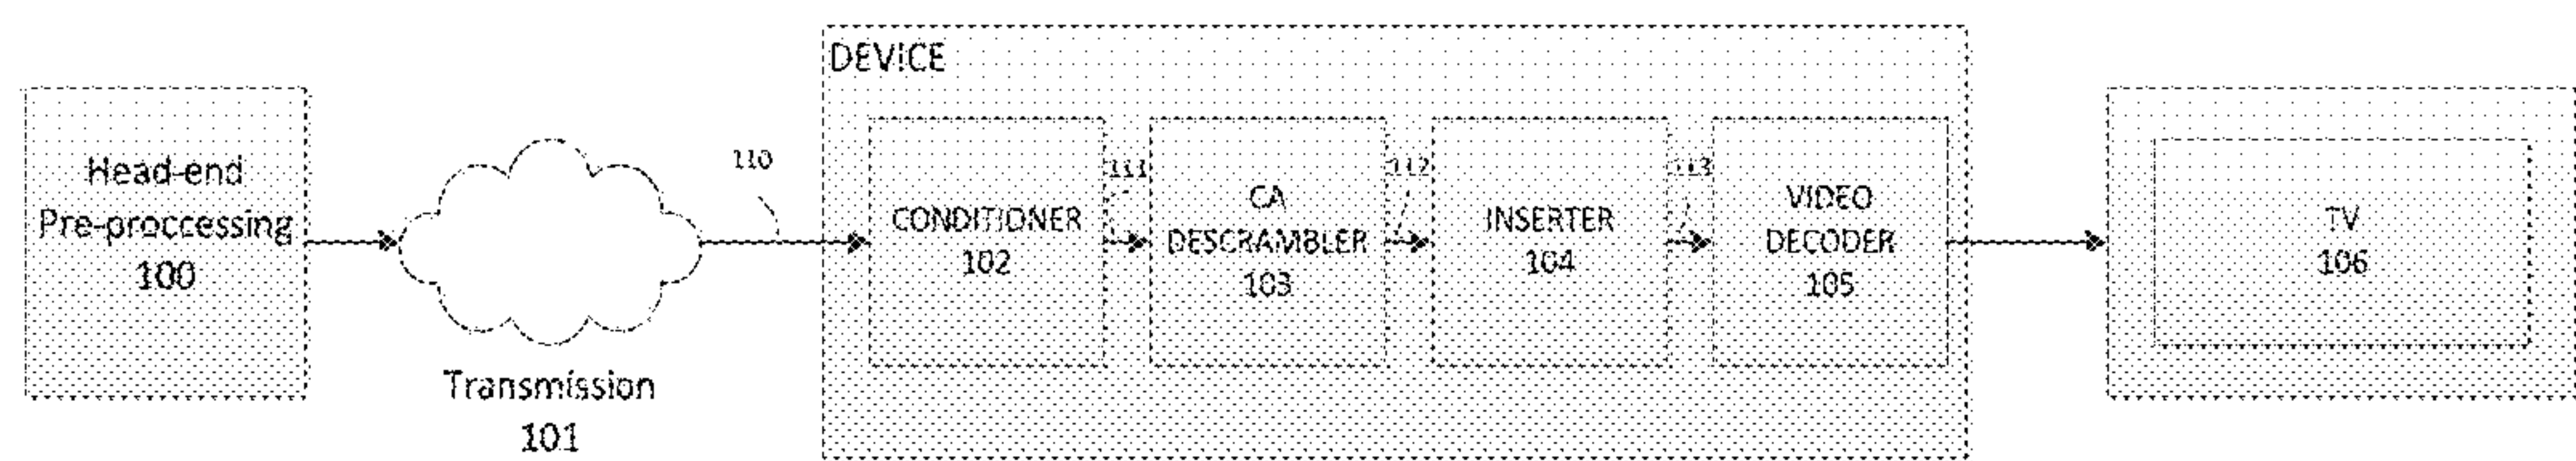 DEVICE
Head-end
Pre-proccessing
100
Transmission
101
110
CONDITIONER
102
111
CA
DESCRAMBLER
103
112
INSERTER
104
113
VIDEO
DECODER
105
TV
106